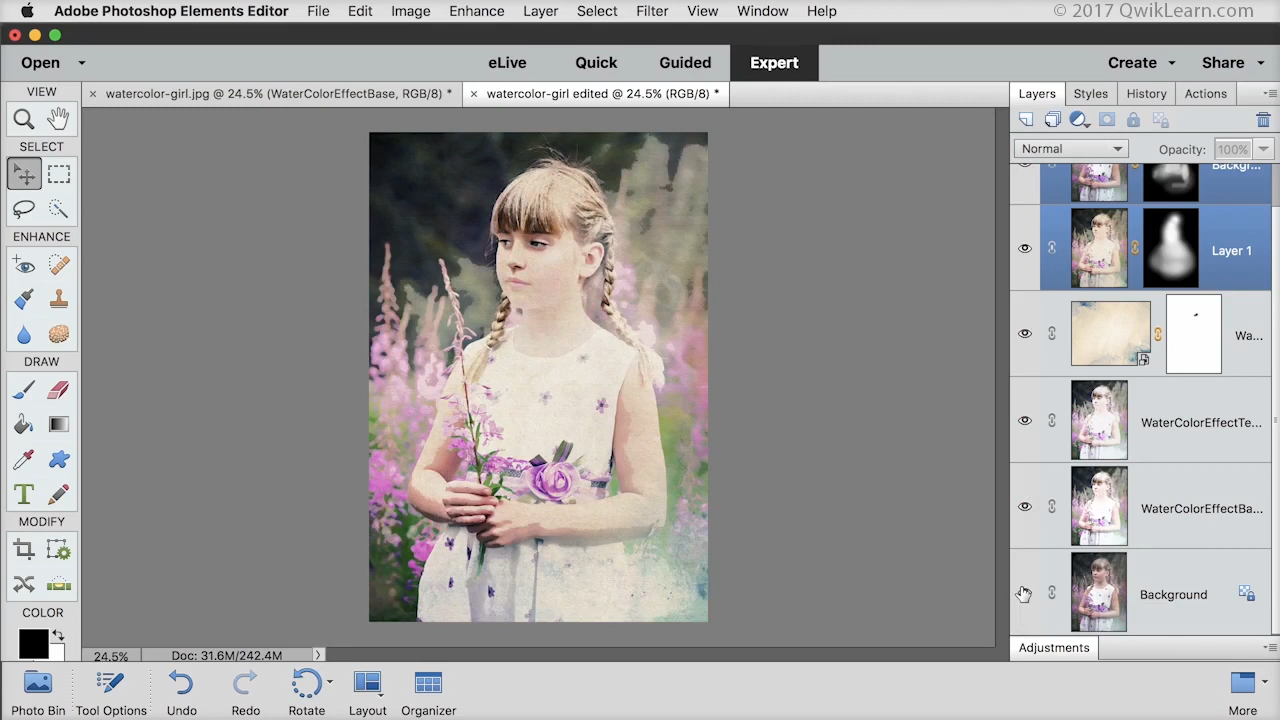 Adobe Photoshop Elements Editor File Edit Image Enhance Layer Select Filter View Window Help
© 2017 QwikLearn.com
Open eLive Quick Guided Expert Create Share
VIEW
× watercolor-girl.jpg @ 24.5% (WaterColorEffectBase, RGB/8) *
× watercolor-girl edited @ 24.5% (RGB/8) *
Layers Styles History Actions
SELECT
Normal Opacity: 100%
Backgr...
ENHANCE
Layer 1
Wa...
DRAW
WaterColorEffectTe...
WaterColorEffectBa...
MODIFY
Background
COLOR
Adjustments
24.5% Doc: 31.6M/242.4M
Photo Bin Tool Options Undo Redo Rotate Layout Organizer More